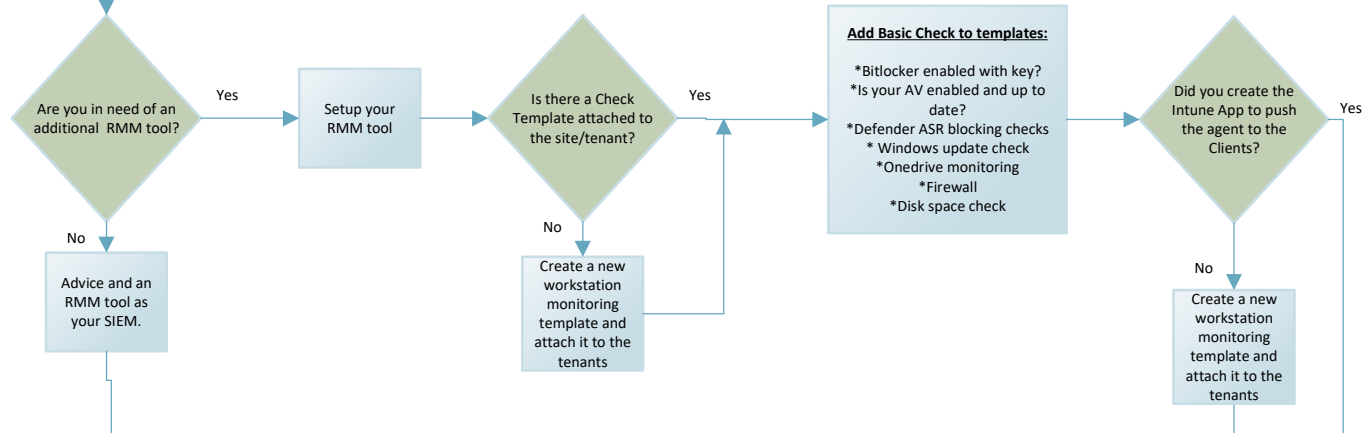 Are you in need of an
additional RMM tool?
Yes
No
Advice and an
RMM tool as
your SIEM.
Setup your
RMM tool
Is there a Check
Template attached to
the site/tenant?
Yes
No
Create a new
workstation
monitoring
template and
attach it to the
tenants
Add Basic Check to templates:
*Bitlocker enabled with key?
*Is your AV enabled and up to
date?
*Defender ASR blocking checks
* Windows update check
*Onedrive monitoring
*Firewall
*Disk space check
Did you create the
Intune App to push
the agent to the
Clients?
Yes
No
Create a new
workstation
monitoring
template and
attach it to the
tenants